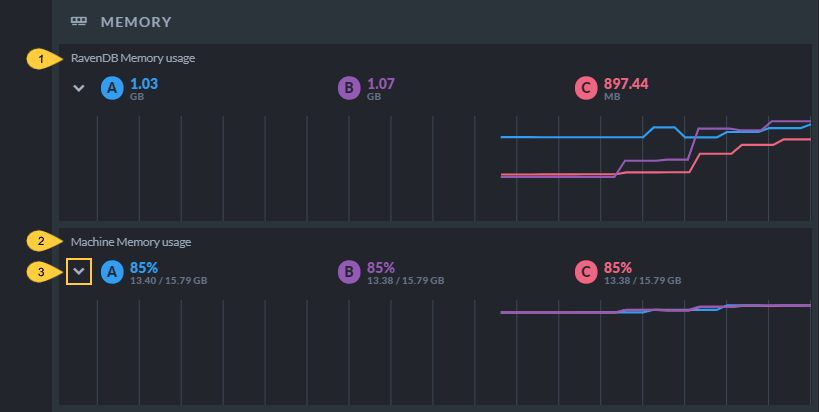 MEMORY
1 RavenDB Memory usage
A 1.03 GB B 1.07 GB C 897.44 MB
2 Machine Memory usage
3 A 85% B 85% C 85%
13.40 / 15.79 GB 13.38 / 15.79 GB 13.38 / 15.79 GB